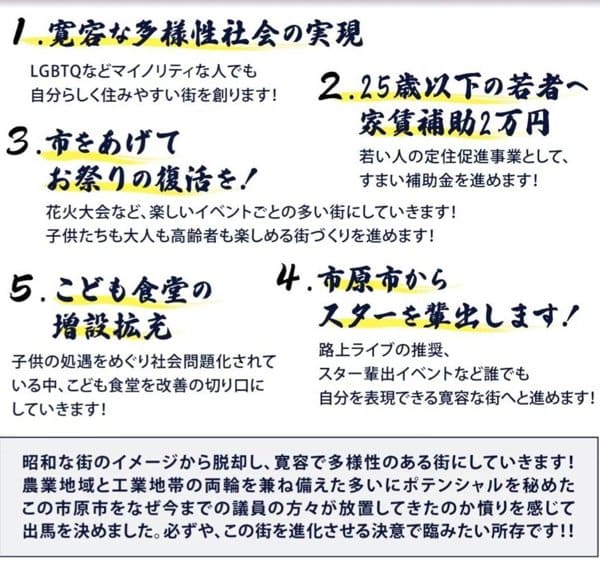 1.寛容な多様性社会の実現
LGBTQなどマイノリティな人でも
自分らしく住みやすい街を創ります!
2.25歳以下の若者へ
家賃補助2万円
若い人の定住促進事業として、
すまい補助金を進めます!
3.市をあげて
お祭りの復活を!
花火大会など、楽しいイベントごとの多い街にしていきます!
子供たちも大人も高齢者も楽しめる街づくりを進めます!
4.市原市から
スターを輩出します!
路上ライブの推奨、
スター輩出イベントなど誰でも
自分を表現できる寛容な街へと進めます!
5.こども食堂の
増設拡充
子供の処遇をめぐり社会問題化されて
いる中、こども食堂を改善の切り口に
していきます!
昭和な街のイメージから脱却し、寛容で多様性のある街にしていきます!
農業地域と工業地帯の両輪を兼ね備えた多いにポテンシャルを秘めた
この市原市をなぜ今までの議員の方々が放置してきたのか憤りを感じて
出馬を決めました。必ずや、この街を進化させる決意で臨みたい所存です!!